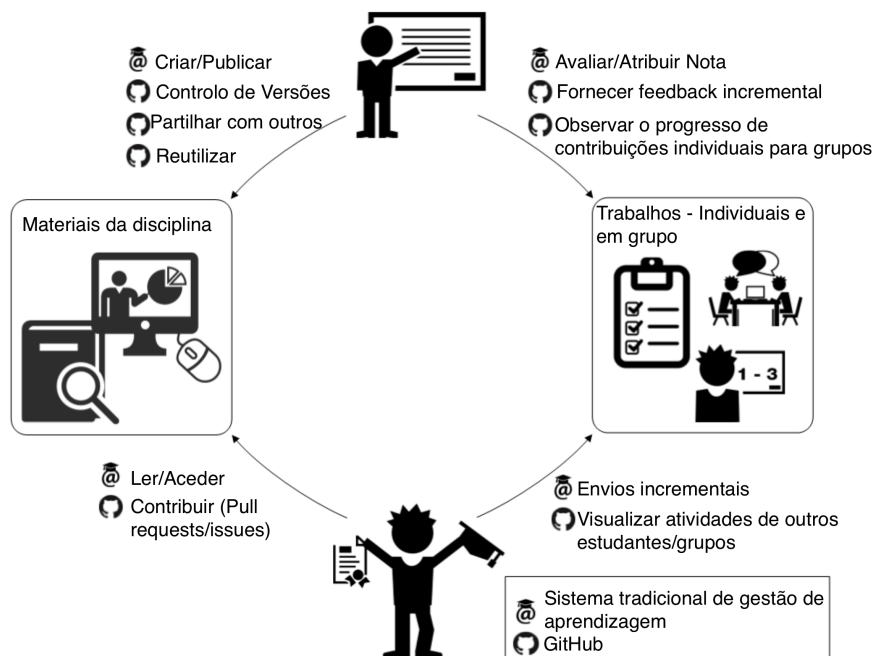 Criar/Publicar
Controlo de Versões
Partilhar com outros
Reutilizar
Avaliar/Atribuir Nota
Fornecer feedback incremental
Observar o progresso de
contribuições individuais para grupos
Materiais da disciplina
Trabalhos - Individuais e
em grupo
1 - 3
Ler/Aceder
Contribuir (Pull
requests/issues)
Envios incrementais
Visualizar atividades de outros
estudantes/grupos
Sistema tradicional de gestão de
aprendizagem
GitHub